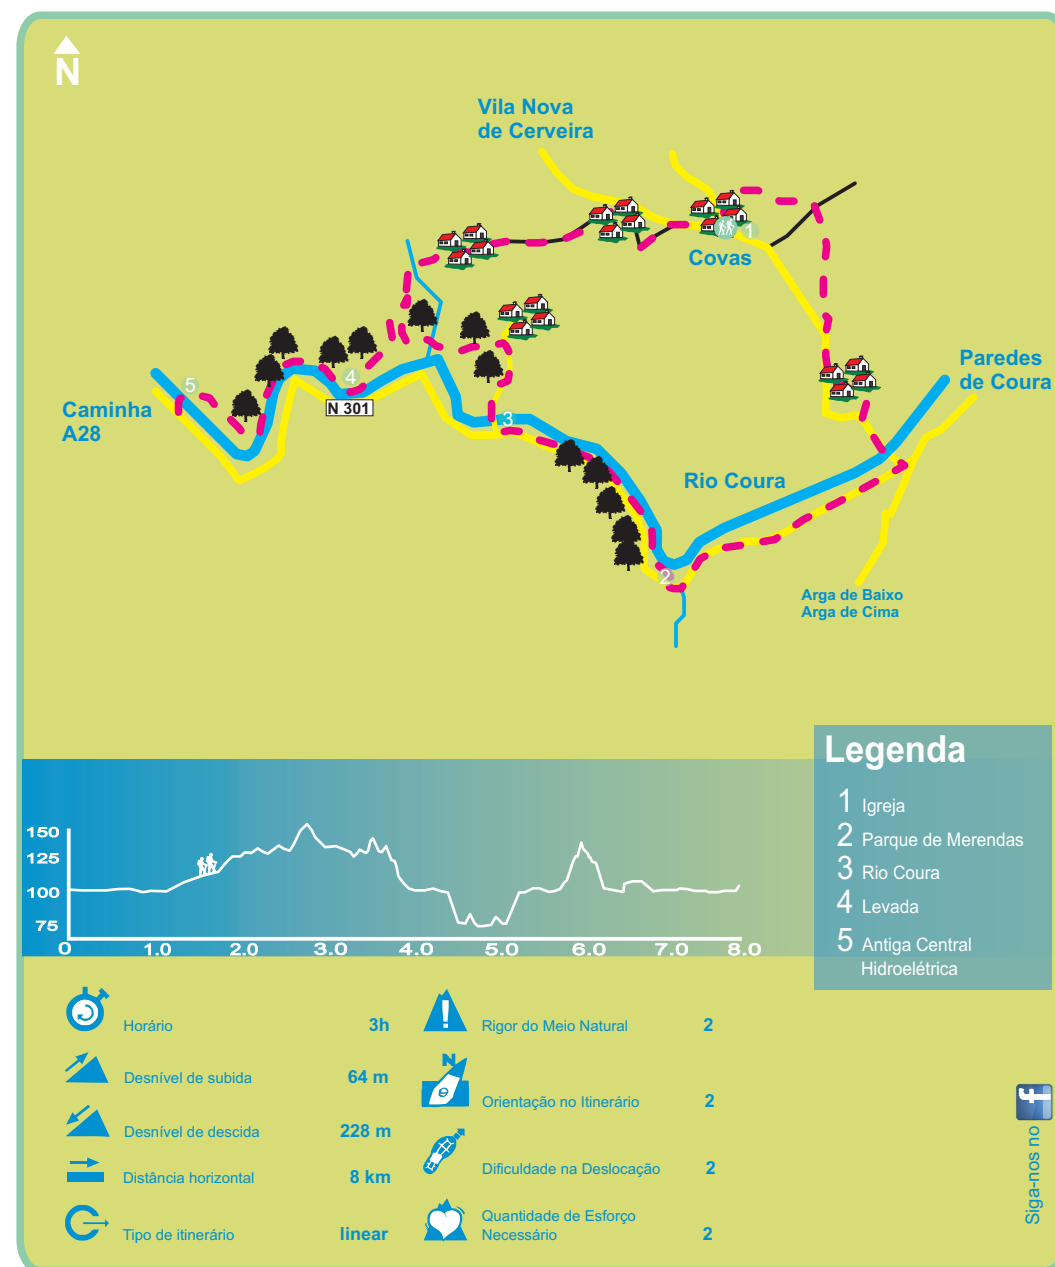 N
Vila Nova
de Cerveira
1
Covas
Paredes
de Coura
5
4
N 301
Caminha
A28
3
Rio Coura
2
Arga de Baixo
Arga de Cima
Legenda
1 Igreja
2 Parque de Merendas
3 Rio Coura
4 Levada
5 Antiga Central
Hidroelétrica
150
125
100
75
0 1.0 2.0 3.0 4.0 5.0 6.0 7.0 8.0
Horário 3h
Desnível de subida 64 m
Desnível de descida 228 m
Distância horizontal 8 km
Tipo de itinerário linear
! Rigor do Meio Natural 2
N
Orientação no Itinerário 2
Dificuldade na Deslocação 2
Quantidade de Esforço
Necessário 2
Siga-nos no f